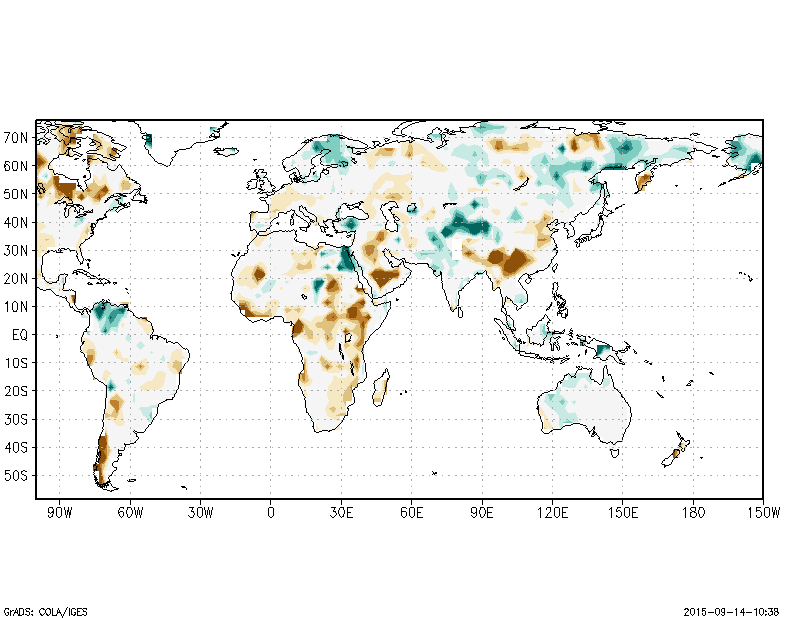 70N
60N
50N
40N
30N
20N
10N
EQ
10S
20S
30S
40S
50S
90W 60W 30W 0 30E 60E 90E 120E 150E 180 150W
GrADS: COLA/IGES 2015-09-14-10:38